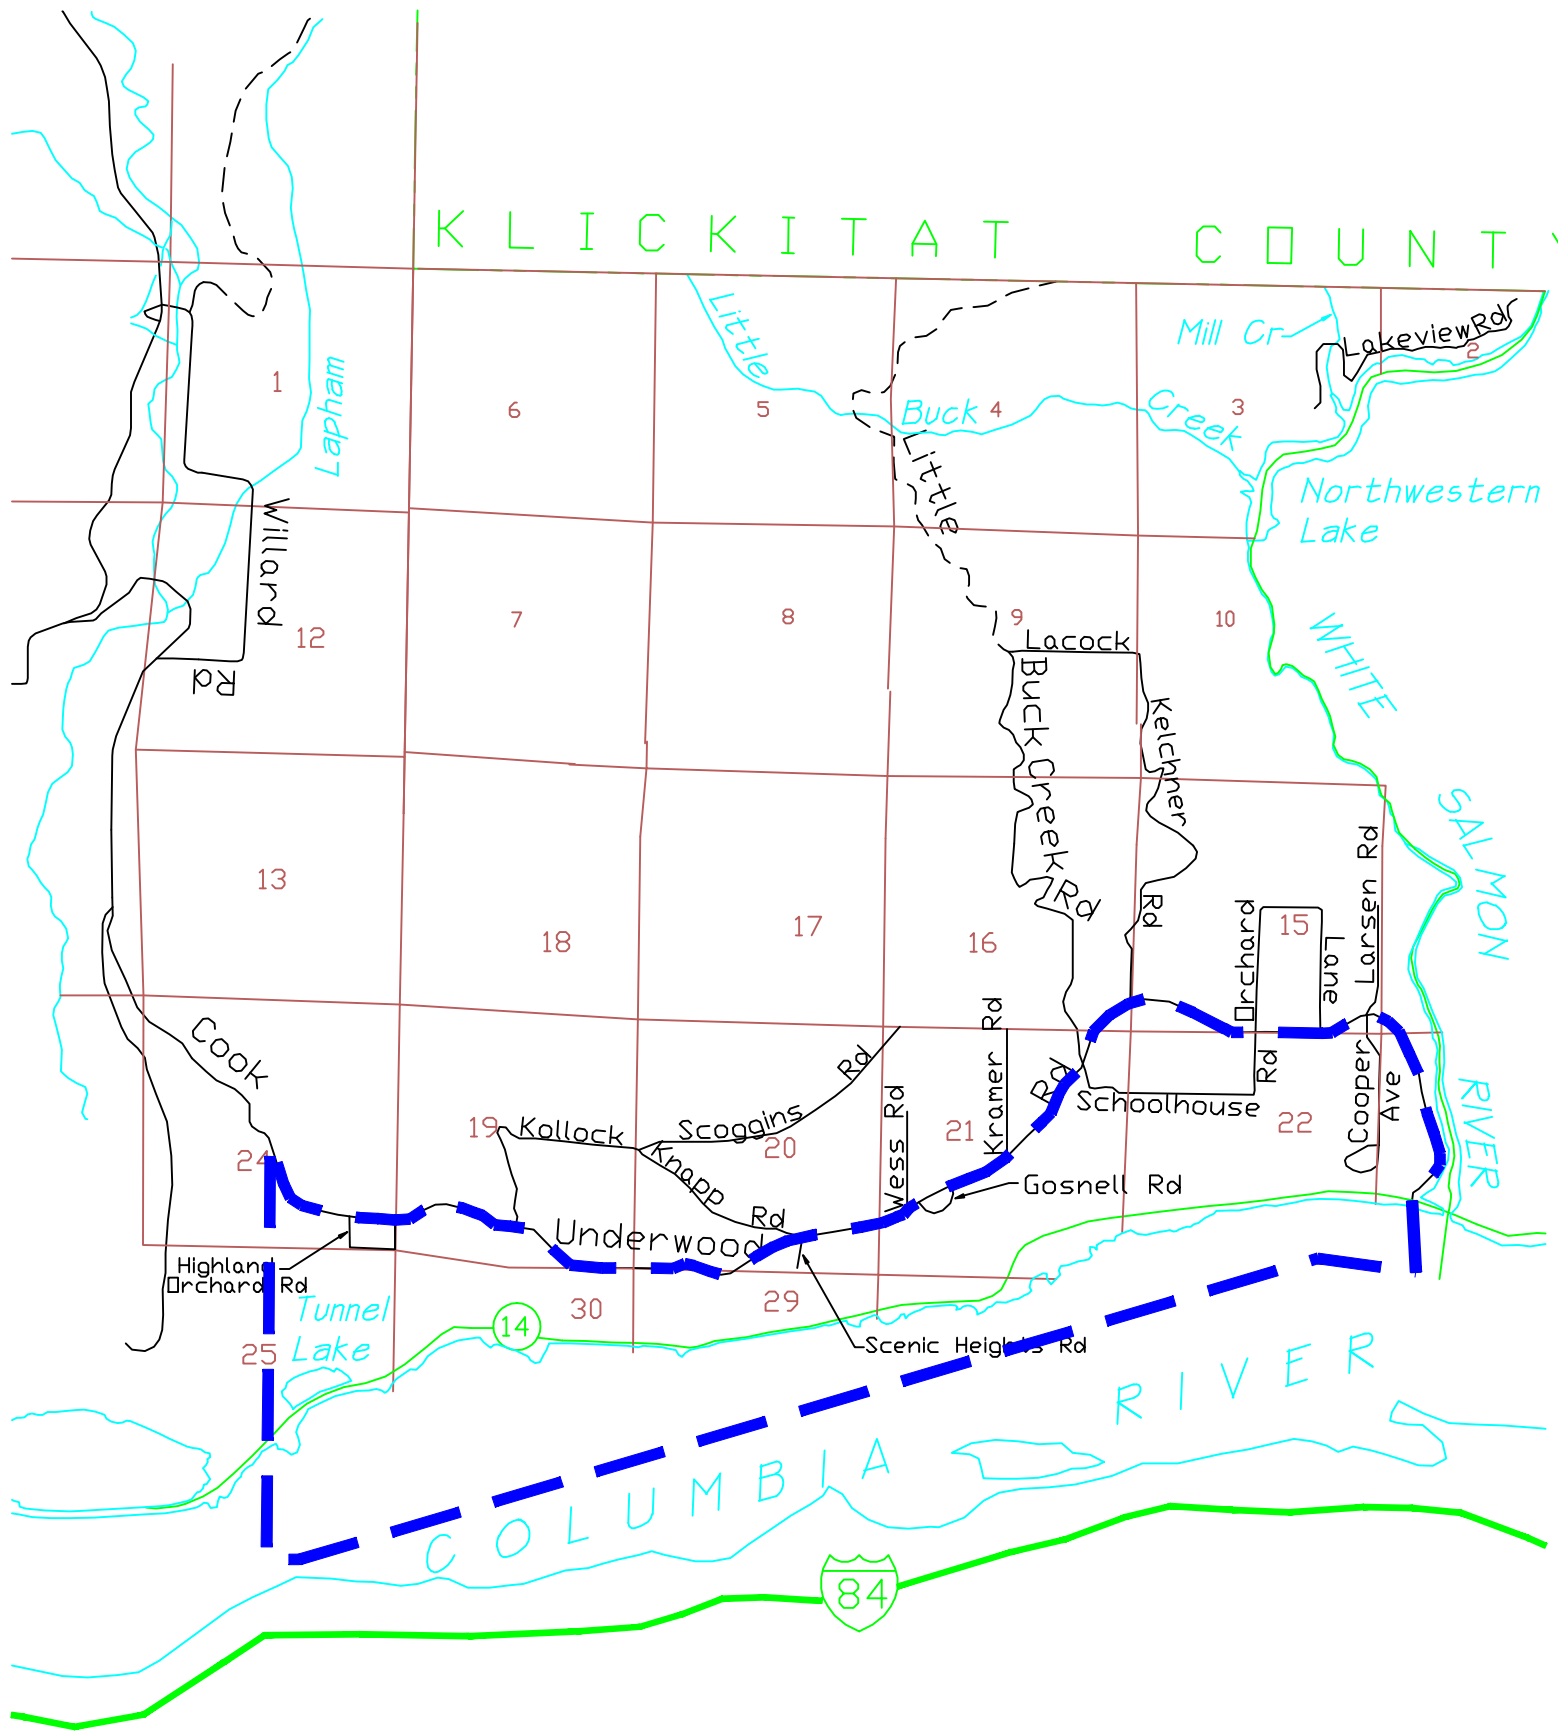 KLICKITAT COUNTY
Little
Buck
Creek
Mill Cr
Lakeview Rd
2
1
Lapham
6
5
4
3
Little
Buck Creek
Rd
Northwestern
Lake
Willard
Rd
12
7
8
9
10
Lacock
Kelchner
Rd
WHITE
SALMON
RIVER
13
18
17
16
15
Orchard
Lane
Larsen Rd
Cook
Underwood
Rd
Kollock
Knapp
Rd
Scoggins
Rd
Wess Rd
Kramer Rd
Schoolhouse
Rd
Cooper
Ave
24
19
20
21
22
Gosnell Rd
Highland
Orchard Rd
Tunnel
Lake
25
30
29
14
Scenic Heights Rd
COLUMBIA RIVER
84